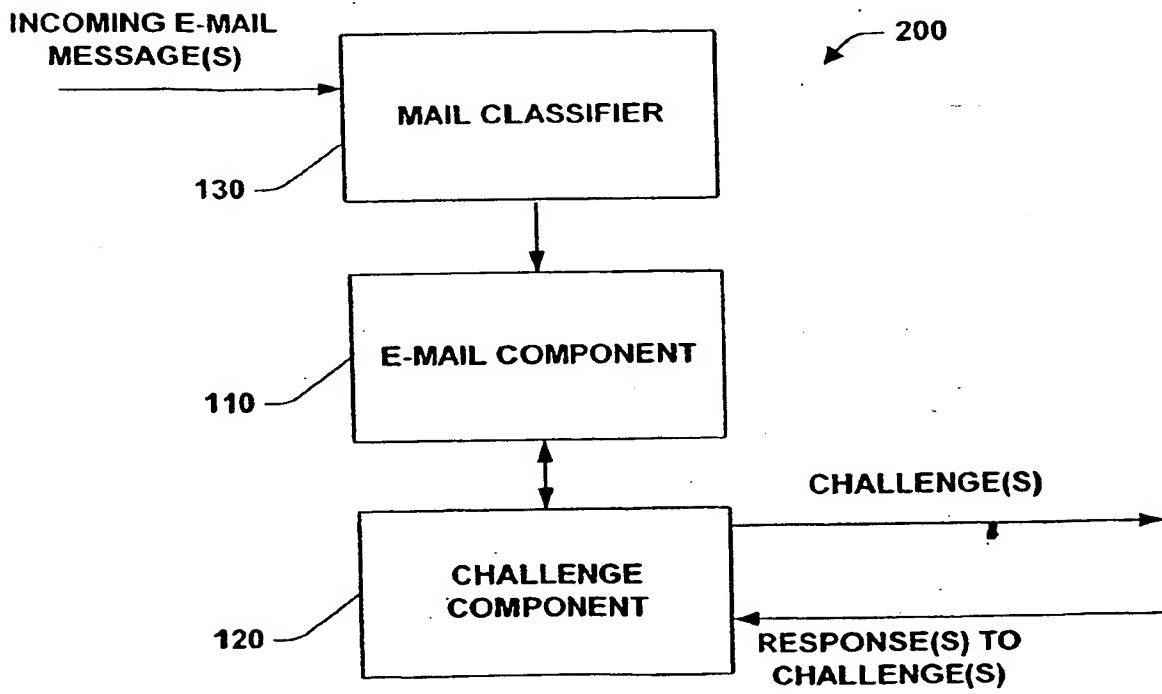 INCOMING E-MAIL
MESSAGE(S)
200
MAIL CLASSIFIER
130
E-MAIL COMPONENT
110
CHALLENGE(S)
CHALLENGE
COMPONENT
120
RESPONSE(S) TO
CHALLENGE(S)